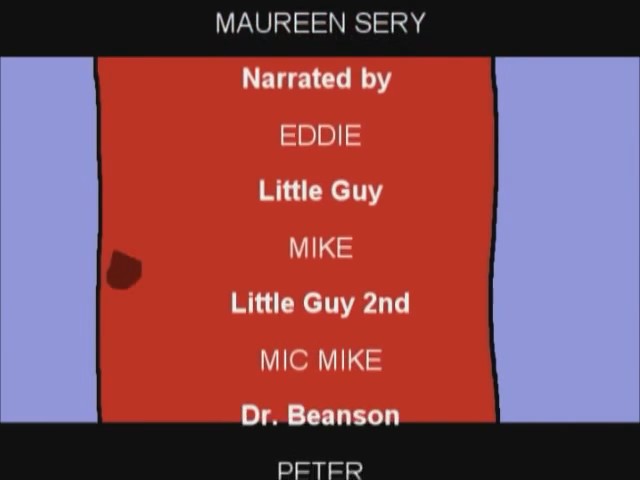 MAUREEN SERY
Narrated by
EDDIE
Little Guy
MIKE
Little Guy 2nd
MIC MIKE
Dr. Beanson
PETER